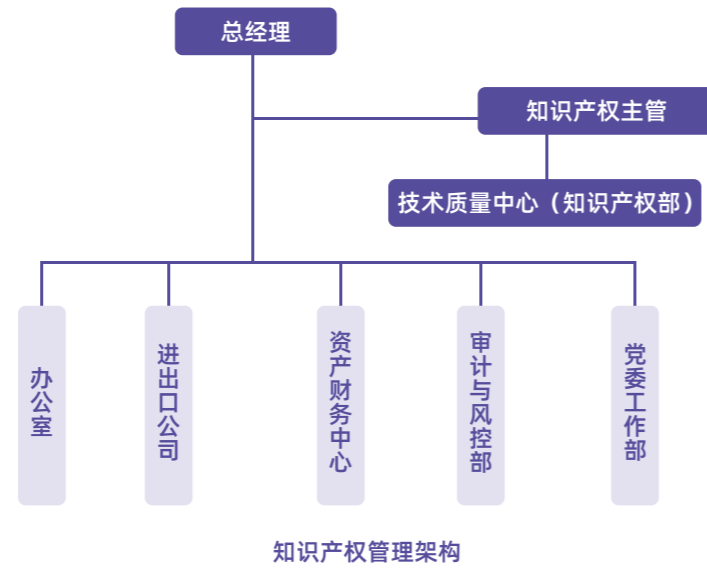 总经理
知识产权主管
技术质量中心（知识产权部）
办公室
进出口公司
资产财务中心
审计与风控部
党委工作部
知识产权管理架构